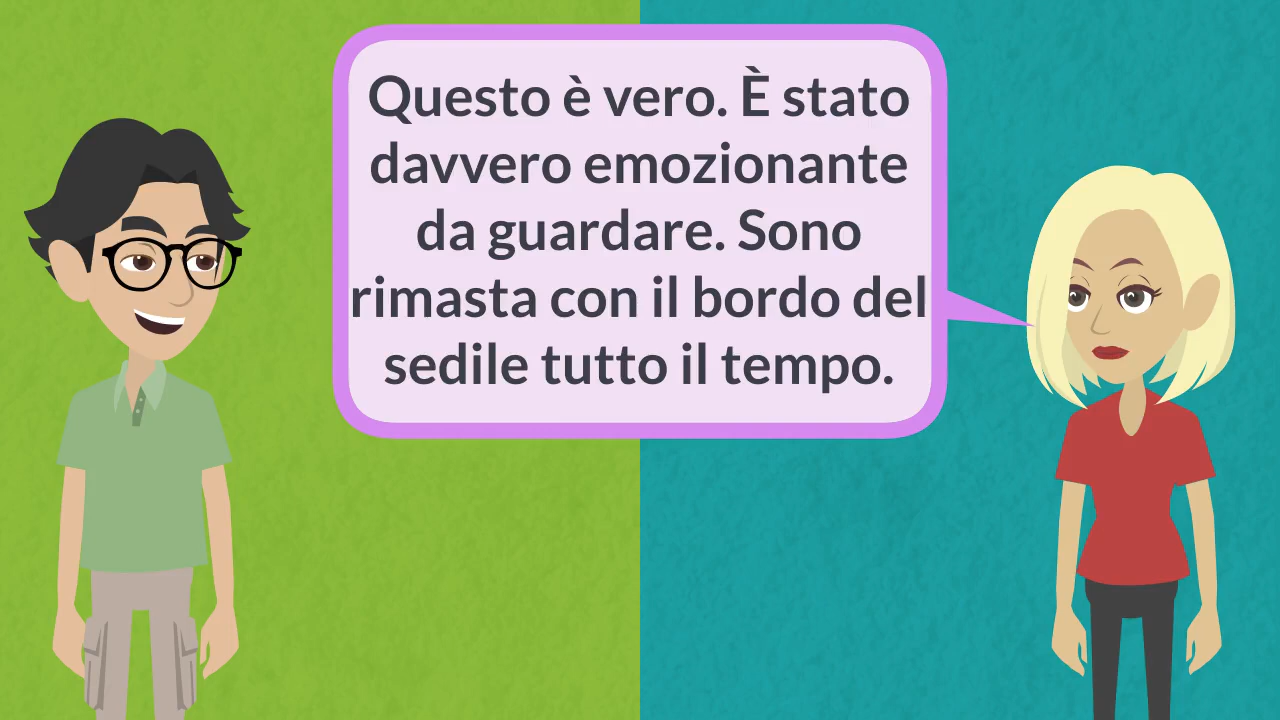 Questo è vero. È stato
davvero emozionante
da guardare. Sono
rimasta con il bordo del
sedile tutto il tempo.